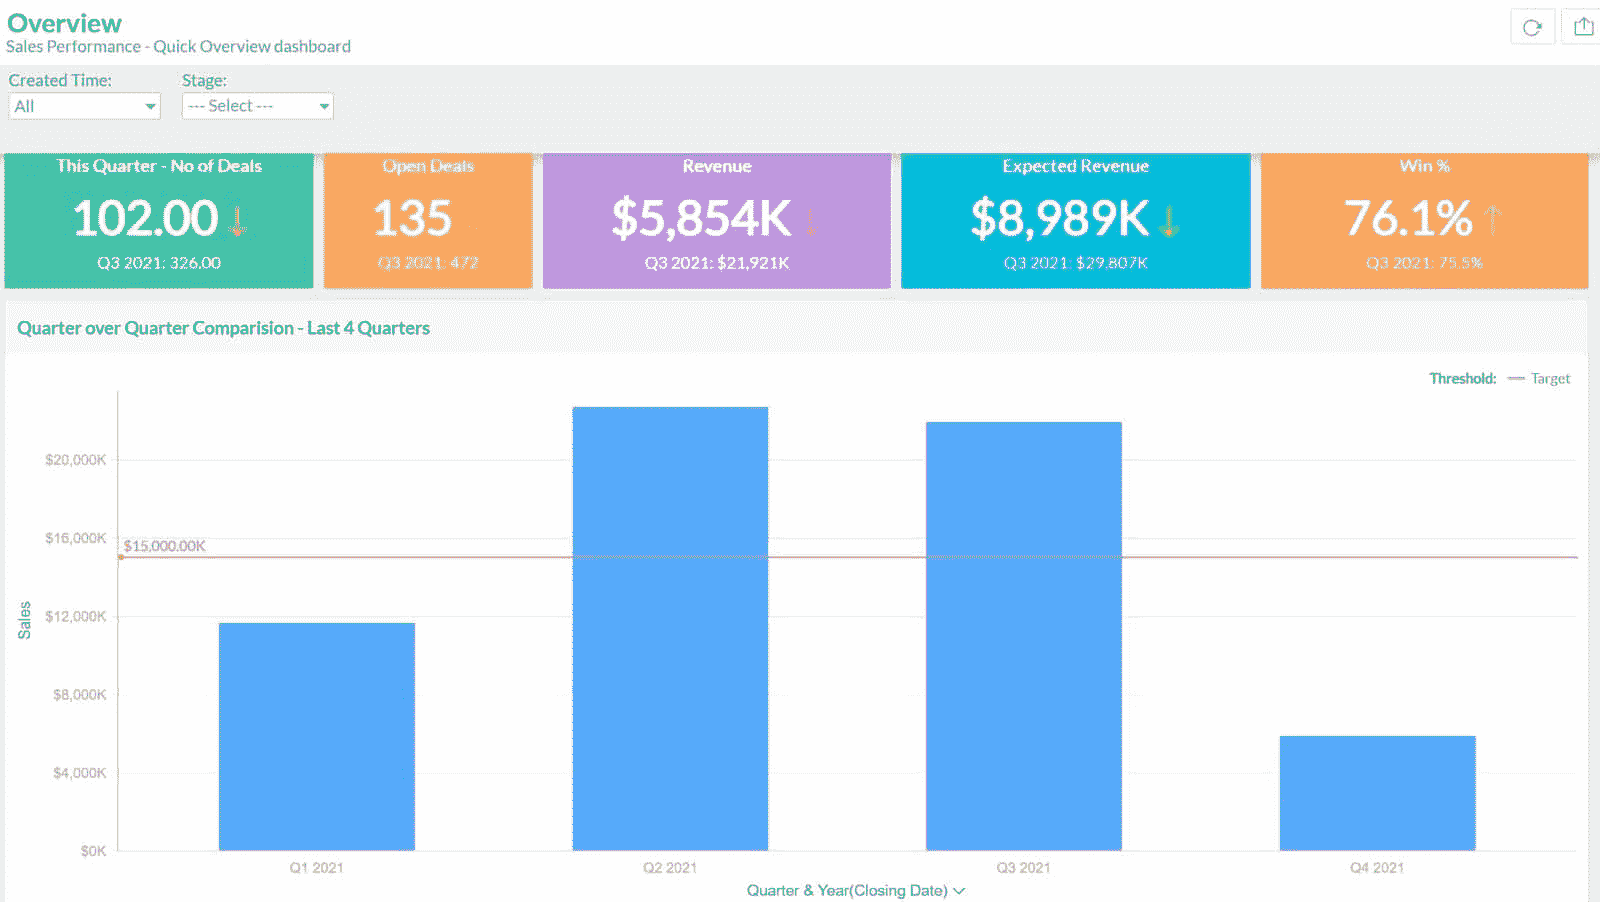 Overview
Sales Performance - Quick Overview dashboard
Created Time:
All
Stage:
--- Select ---
This Quarter - No of Deals
102.00
Q3 2021: 326.00
Open Deals
135
Q3 2021: 472
Revenue
$5,854K
Q3 2021: $21,921K
Expected Revenue
$8,989K
Q3 2021: $29,807K
Win %
76.1%
Q3 2021: 75.5%
Quarter over Quarter Comparision - Last 4 Quarters
Threshold: Target
$20,000K
$16,000K
$15,000.00K
$12,000K
$8,000K
$4,000K
$0K
Sales
Q1 2021
Q2 2021
Q3 2021
Q4 2021
Quarter & Year(Closing Date)